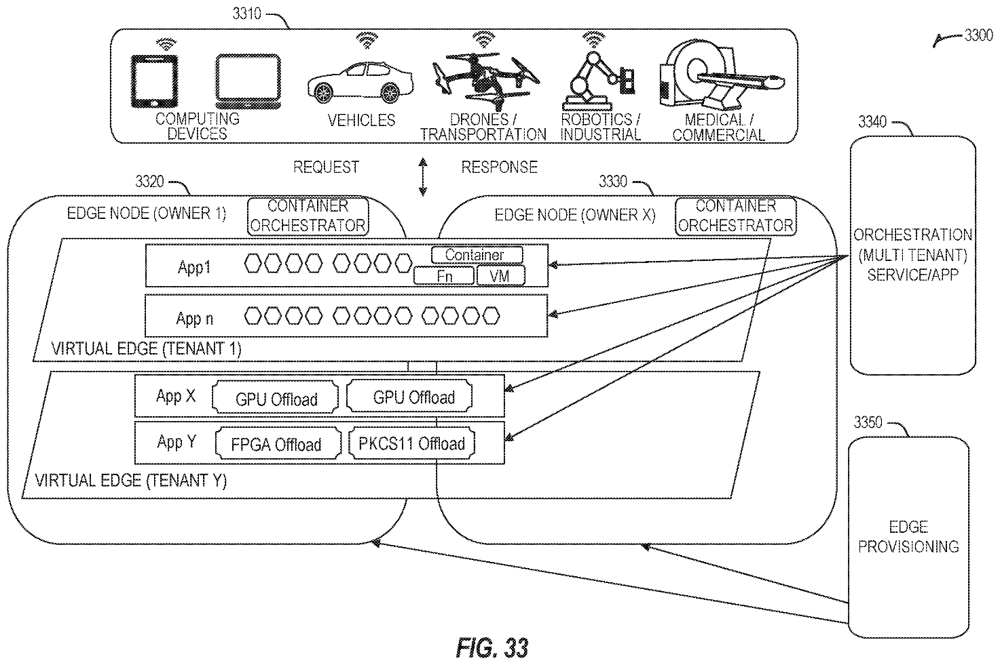 3310
3300
COMPUTING
DEVICES
VEHICLES
DRONES /
TRANSPORTATION
ROBOTICS /
INDUSTRIAL
MEDICAL /
COMMERCIAL
3340
REQUEST
RESPONSE
3320
3330
EDGE NODE (OWNER 1)
CONTAINER
ORCHESTRATOR
EDGE NODE (OWNER X)
CONTAINER
ORCHESTRATOR
ORCHESTRATION
(MULTI TENANT)
SERVICE/APP
App1
Container
Fn
VM
App n
VIRTUAL EDGE (TENANT 1)
App X
GPU Offload
GPU Offload
App Y
FPGA Offload
PKCS11 Offload
VIRTUAL EDGE (TENANT Y)
3350
EDGE
PROVISIONING
FIG. 33